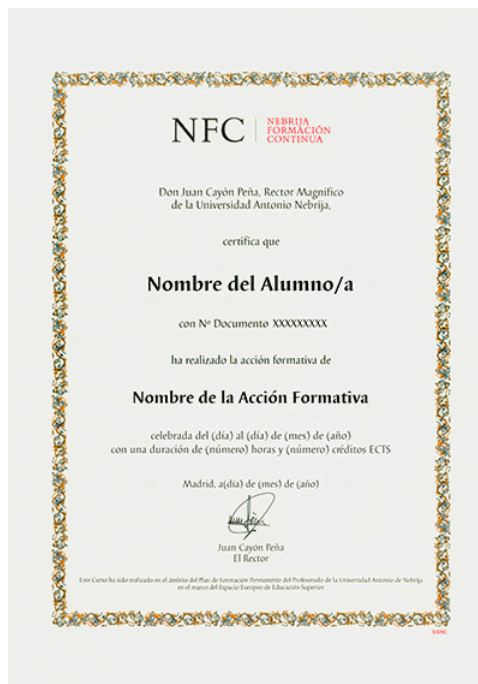 NFC
NEBRIJA
FORMACIÓN
CONTINUA
Don Juan Cayón Peña, Rector Magnífico
de la Universidad Antonio Nebrija,
certifica que
Nombre del Alumno/a
con Nº Documento XXXXXXXXX
ha realizado la acción formativa de
Nombre de la Acción Formativa
celebrada del (día) al (día) de (mes) de (año)
con una duración de (número) horas y (número) créditos ECTS
Madrid, a(día) de (mes) de (año)
Juan Cayón Peña
El Rector
Este Curso ha sido realizado en el ámbito del Plan de Formación Permanente del Profesorado de la Universidad Antonio de Nebrija
en el marco del Espacio Europeo de Educación Superior.